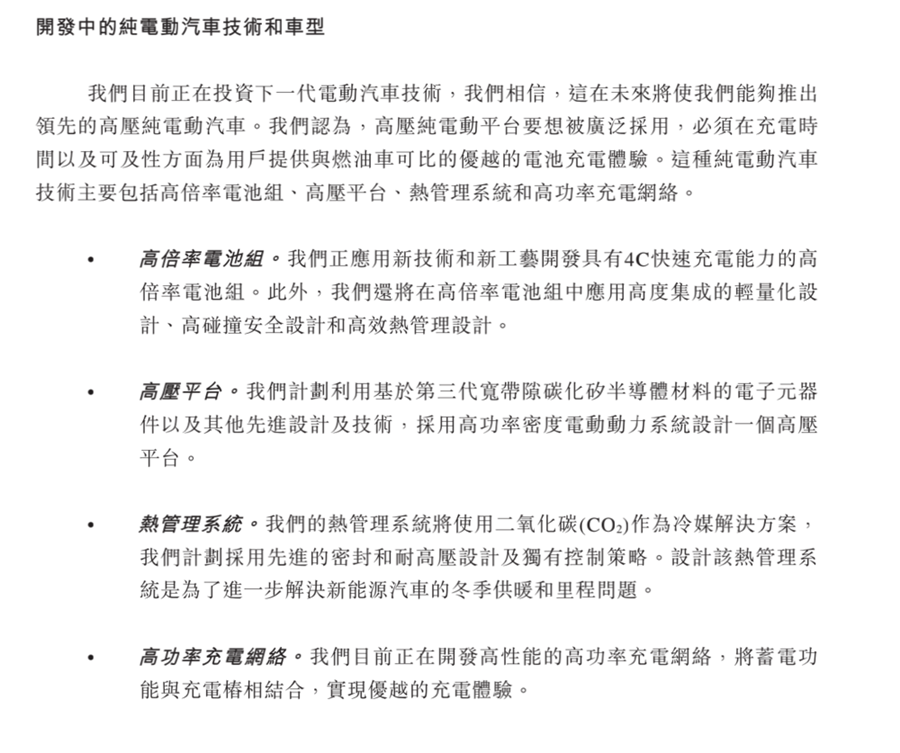 開發中的純電動汽車技術和車型
我們目前正在投資下一代電動汽車技術，我們相信，這在未來將使我們能夠推出
領先的高壓純電動汽車。我們認為，高壓純電動平台要想被廣泛採用，必須在充電時
間以及可及性方面為用戶提供與燃油車可比的優越的電池充電體驗。這種純電動汽車
技術主要包括高倍率電池組、高壓平台、熱管理系統和高功率充電網絡。
• 高倍率電池組。我們正應用新技術和新工藝開發具有4C快速充電能力的高
倍率電池組。此外，我們還將在高倍率電池組中應用高度集成的輕量化設
計、高碰撞安全設計和高效熱管理設計。
• 高壓平台。我們計劃利用基於第三代寬帶隙碳化矽半導體材料的電子元器
件以及其他先進設計及技術，採用高功率密度電動動力系統設計一個高壓
平台。
• 熱管理系統。我們的熱管理系統將使用二氧化碳(CO₂)作為冷媒解決方案，
我們計劃採用先進的密封和耐高壓設計及獨有控制策略。設計該熱管理系
統是為了進一步解決新能源汽車的冬季供暖和里程問題。
• 高功率充電網絡。我們目前正在開發高性能的高功率充電網絡，將蓄電功
能與充電樁相結合，實現優越的充電體驗。